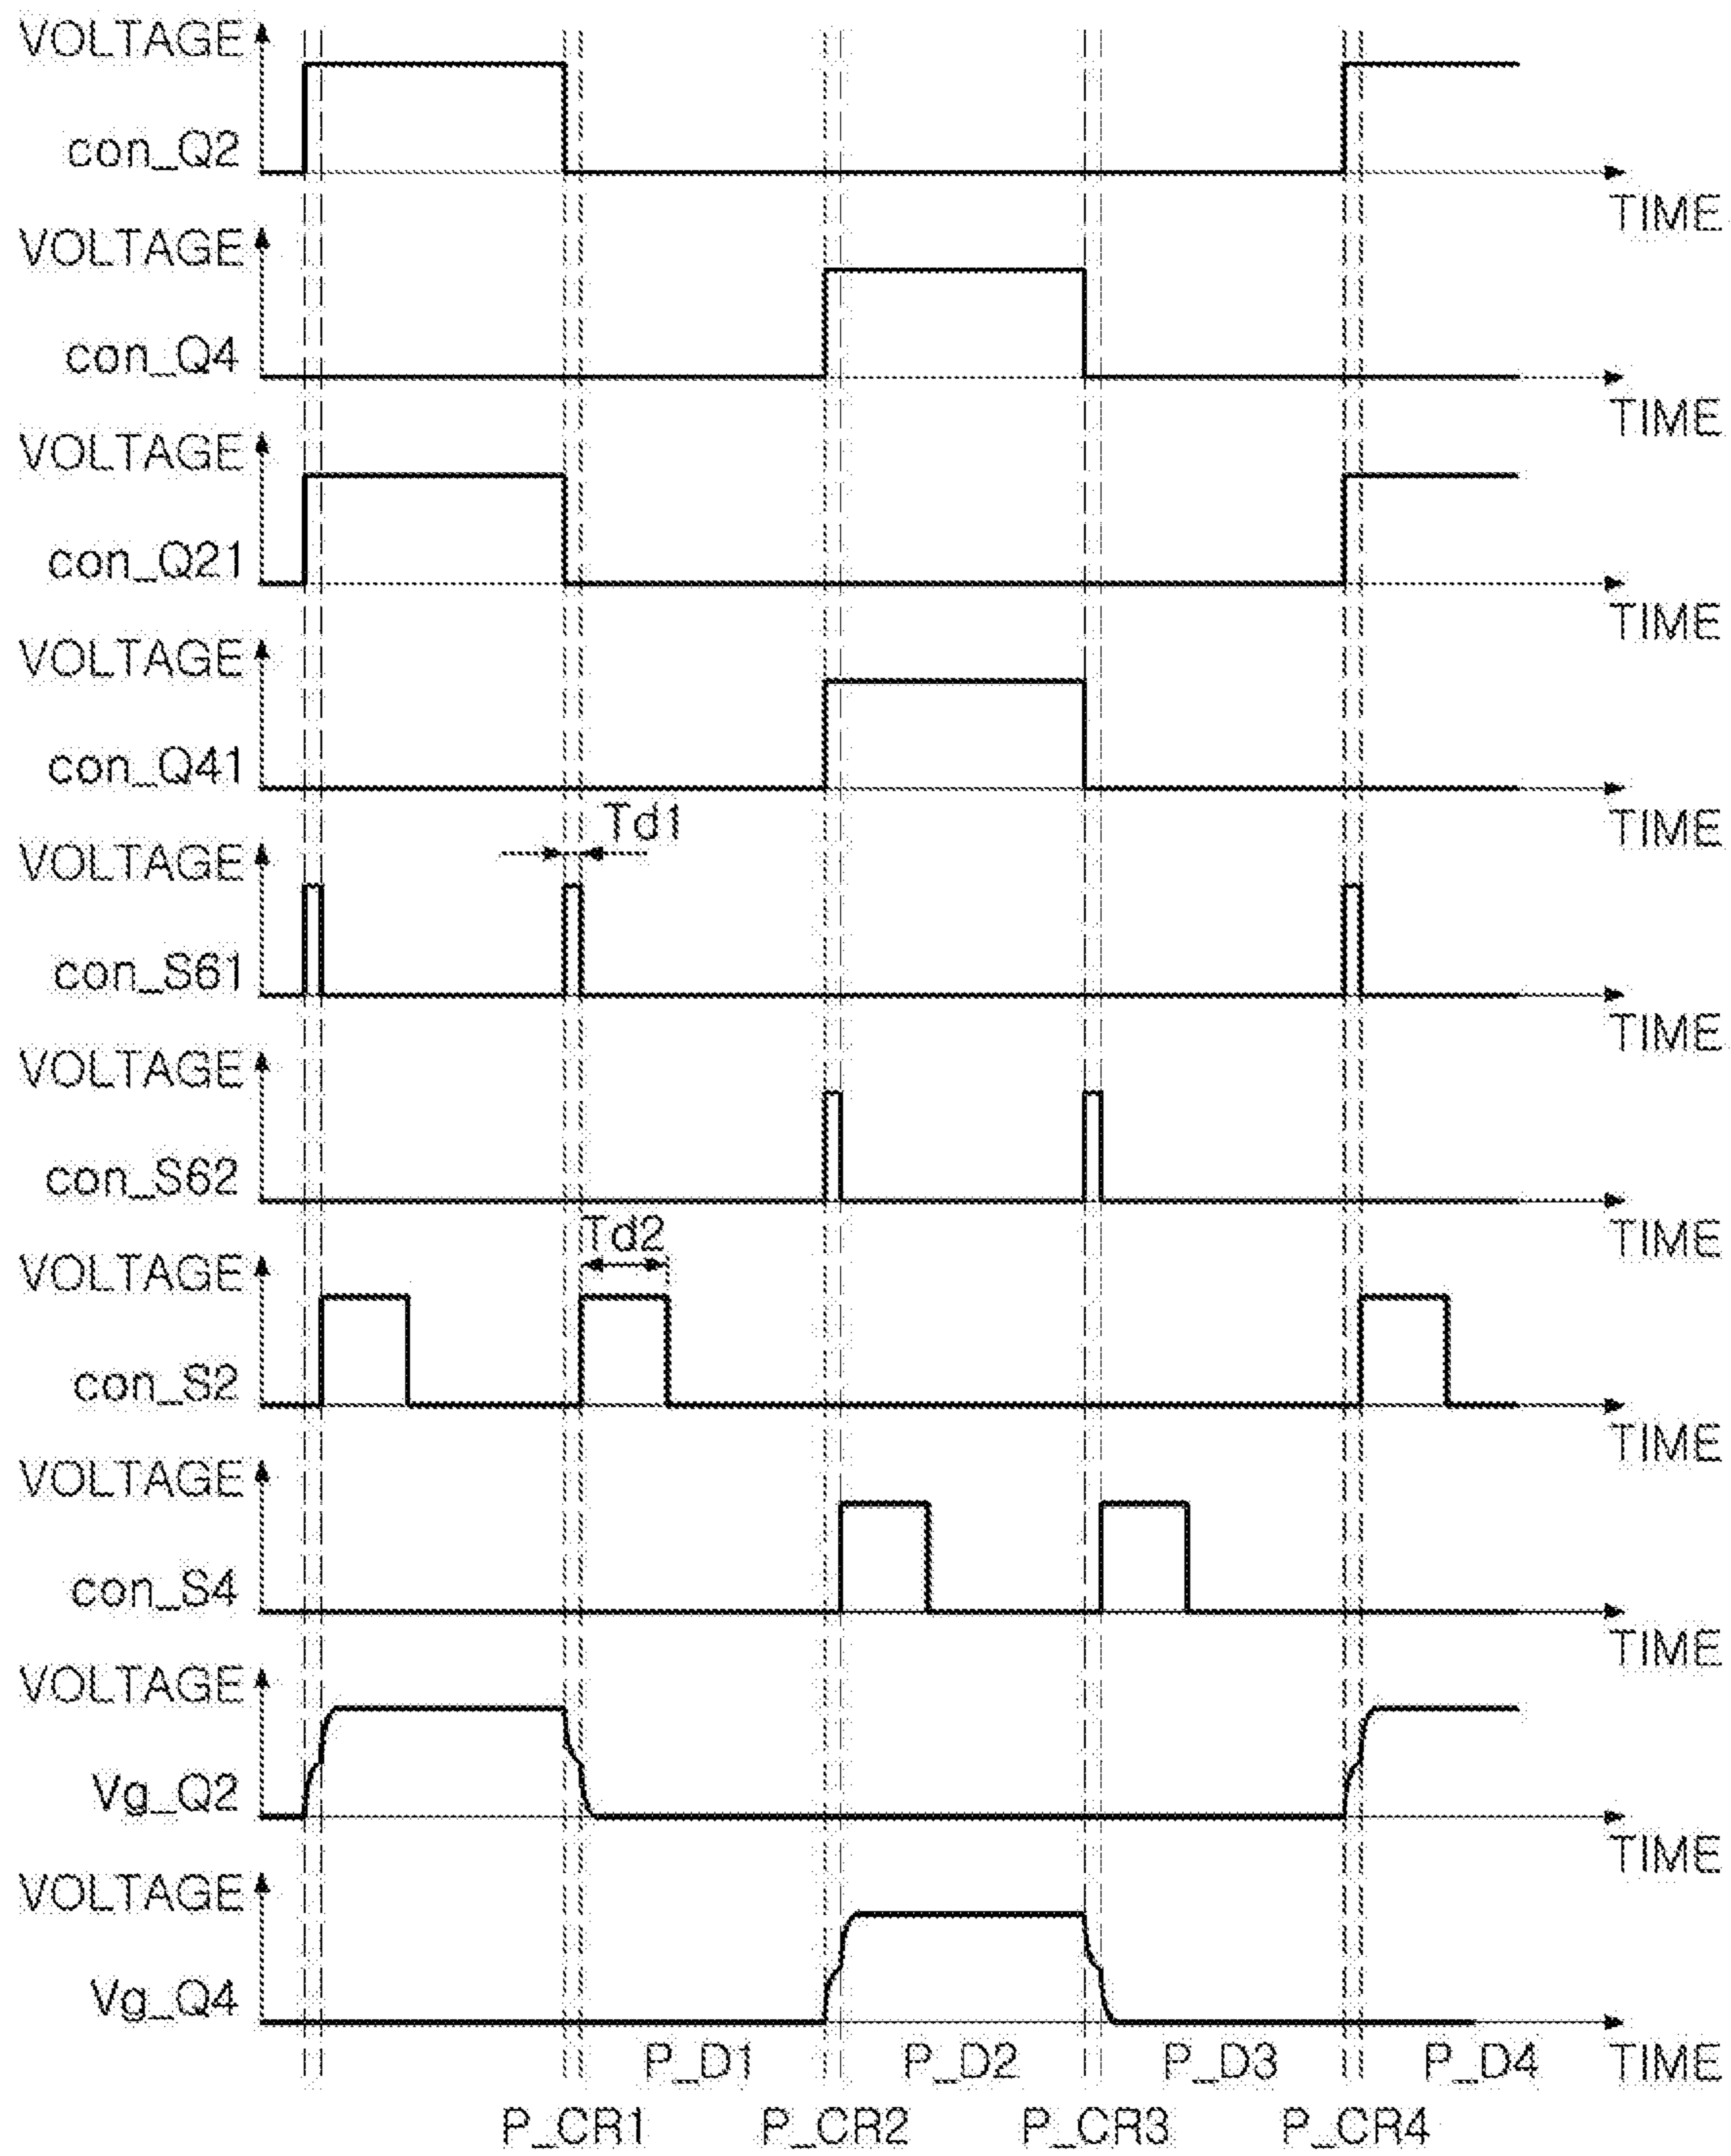 VOLTAGE
con_Q2
TIME
VOLTAGE
con_Q4
TIME
VOLTAGE
con_Q21
TIME
VOLTAGE
con_Q41
TIME
Td1
VOLTAGE
con_S61
TIME
VOLTAGE
con_S62
TIME
Td2
VOLTAGE
con_S2
TIME
VOLTAGE
con_S4
TIME
VOLTAGE
Vg_Q2
TIME
VOLTAGE
Vg_Q4
TIME
P_D1 P_D2 P_D3 P_D4
P_CR1 P_CR2 P_CR3 P_CR4